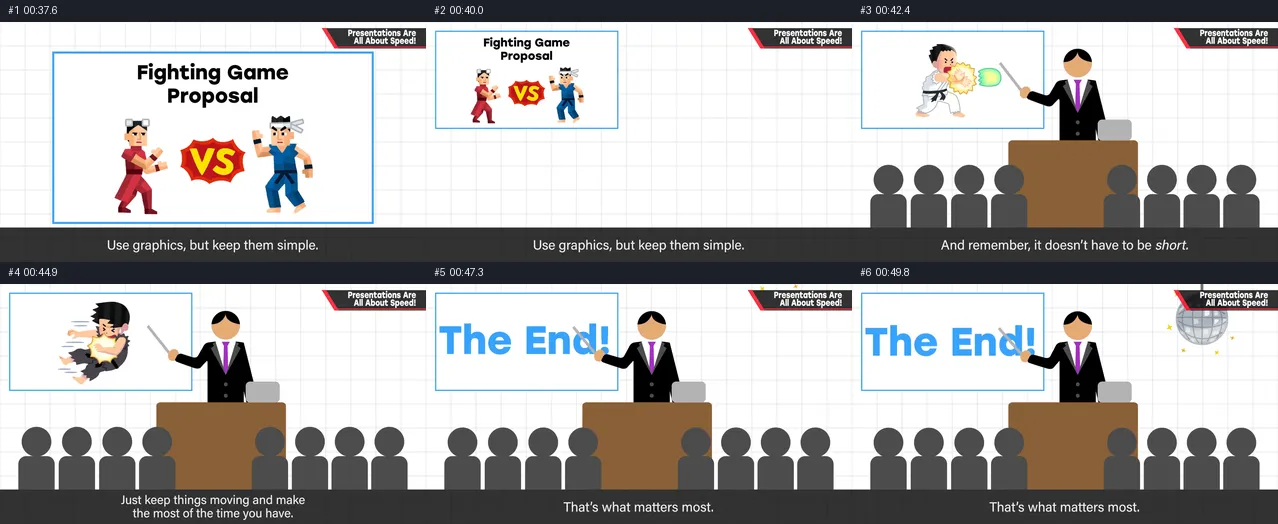 #1 00:37.6
Presentations Are
All About Speed!
Fighting Game
Proposal
VS
Use graphics, but keep them simple.
#2 00:40.0
Presentations Are
All About Speed!
Fighting Game
Proposal
VS
Use graphics, but keep them simple.
#3 00:42.4
Presentations Are
All About Speed!
And remember, it doesn't have to be short.
#4 00:44.9
Presentations Are
All About Speed!
Just keep things moving and make
the most of the time you have.
#5 00:47.3
Presentations Are
All About Speed!
The End!
That's what matters most.
#6 00:49.8
Presentations Are
All About Speed!
The End!
That's what matters most.